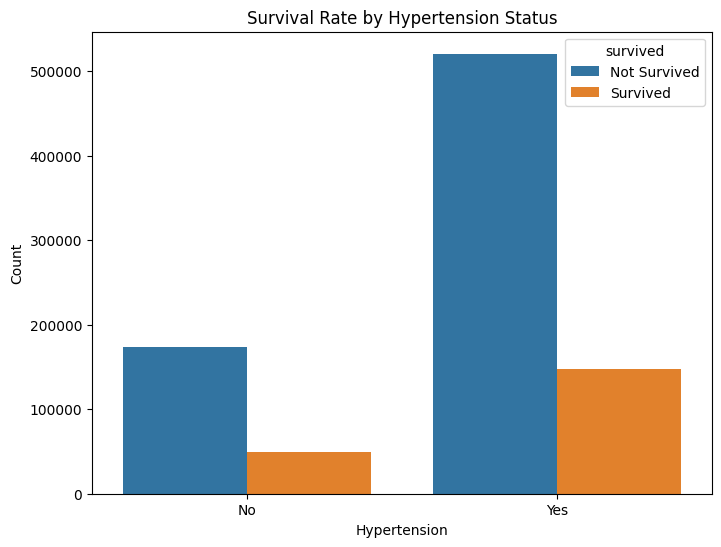 Survival Rate by Hypertension Status
survived
Not Survived
Survived
500000
400000
300000
200000
100000
0
Count
No
Yes
Hypertension